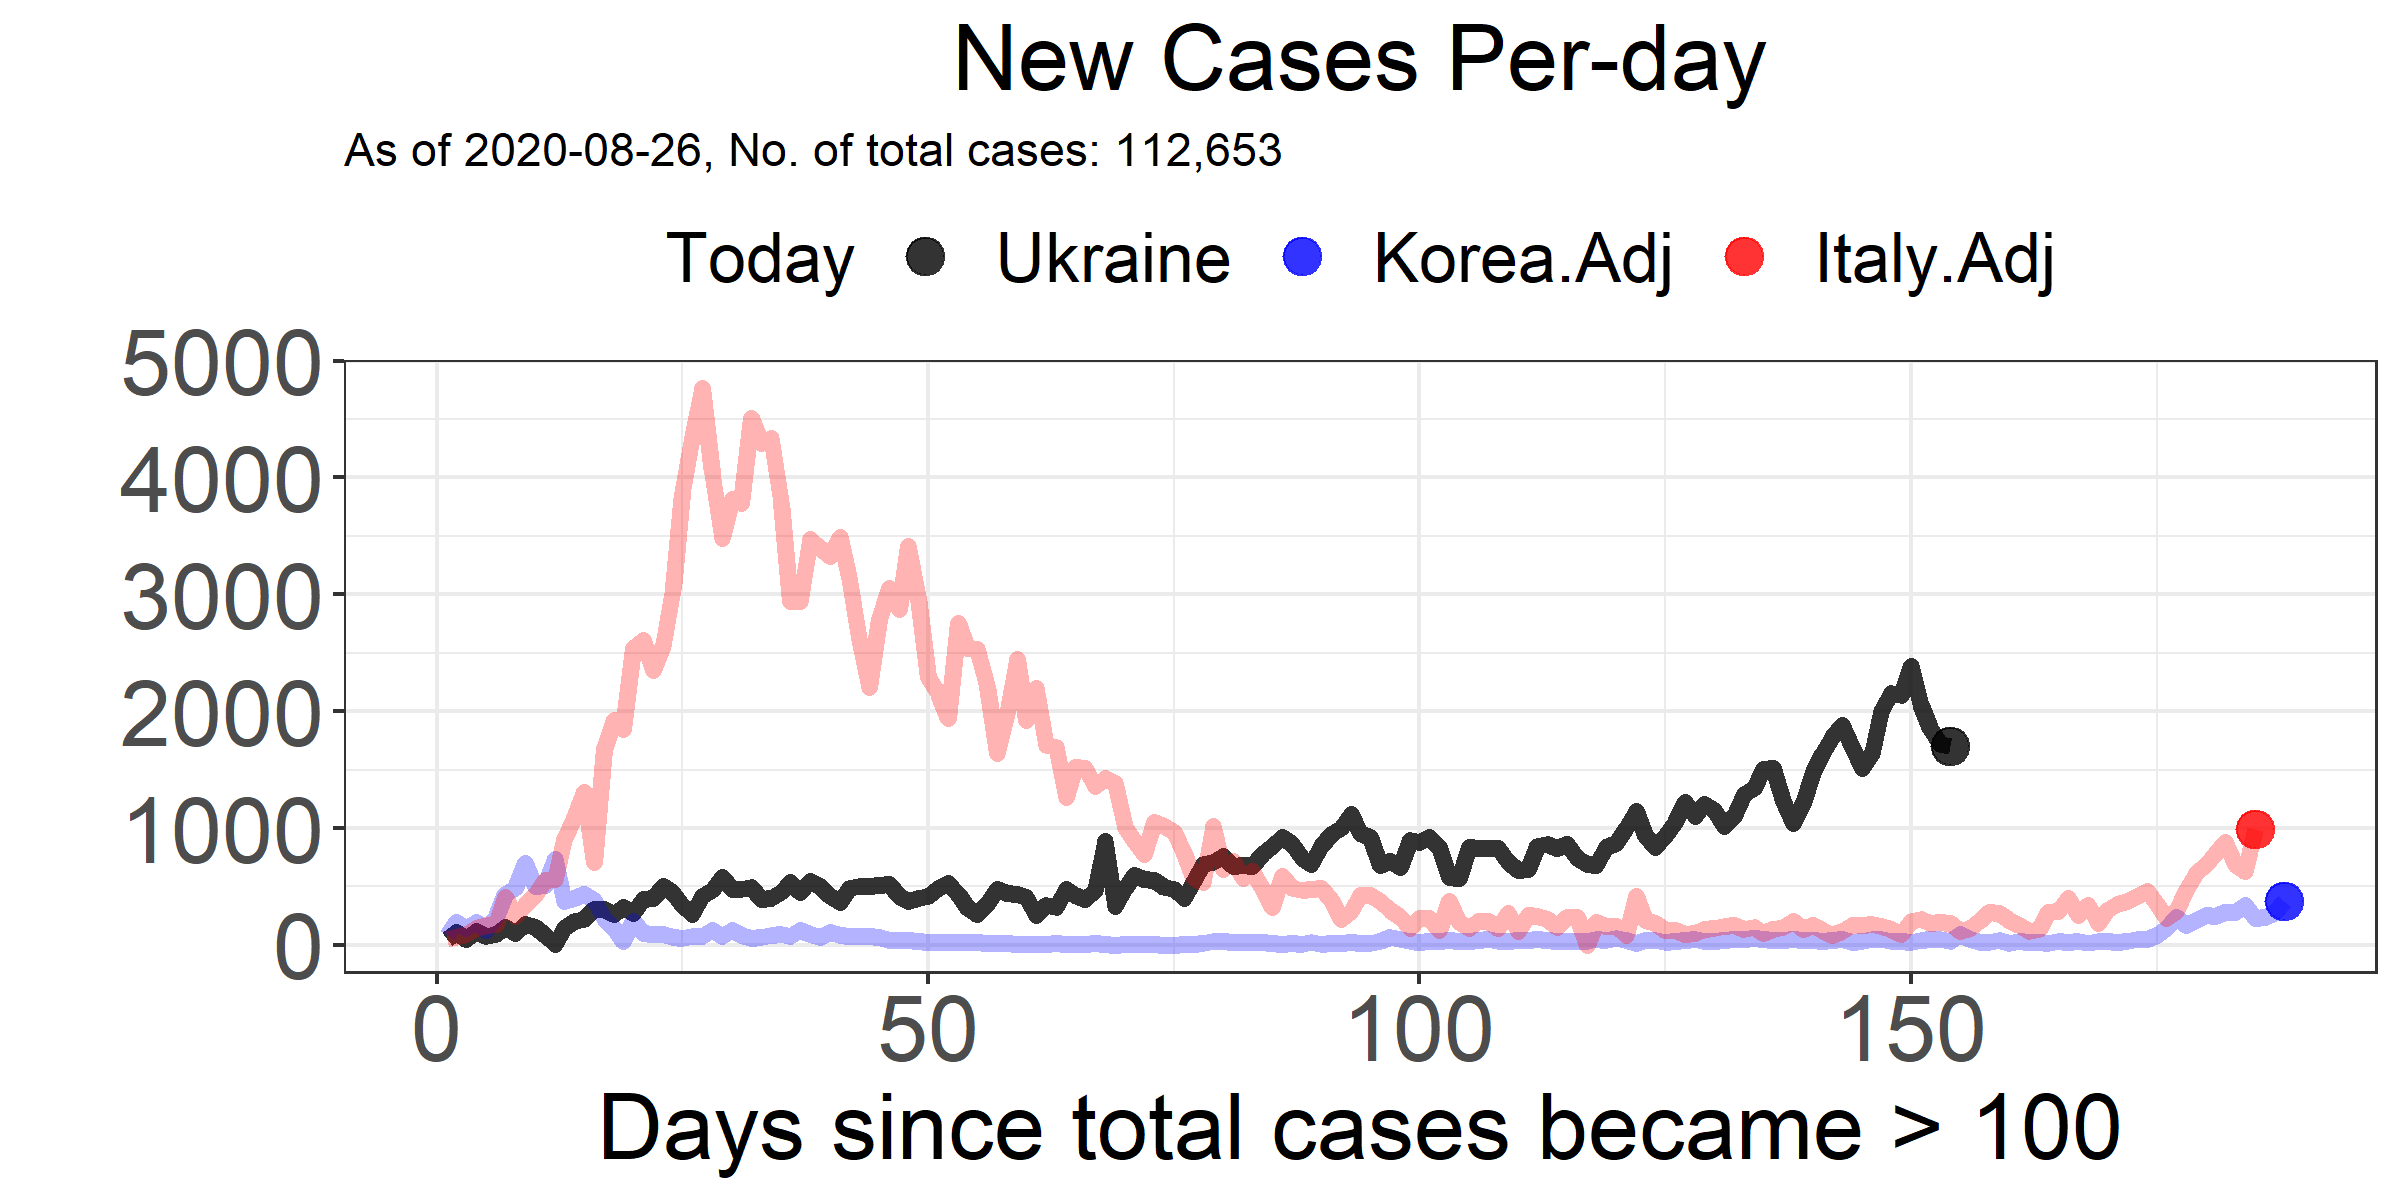 New Cases Per-day
As of 2020-08-26, No. of total cases: 112,653
Today Ukraine Korea.Adj Italy.Adj
5000
4000
3000
2000
1000
0
0 50 100 150
Days since total cases became > 100